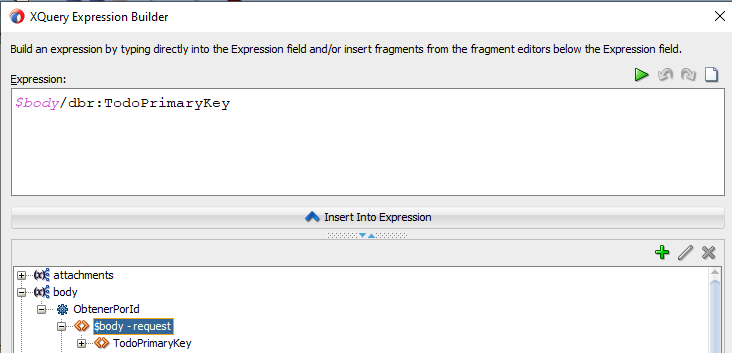 XQuery Expression Builder
Build an expression by typing directly into the Expression field and/or insert fragments from the fragment editors below the Expression field.
Expression:
$body/dbr:TodoPrimaryKey
Insert Into Expression
(x) attachments
(x) body
ObtenerPorId
$body - request
TodoPrimaryKey